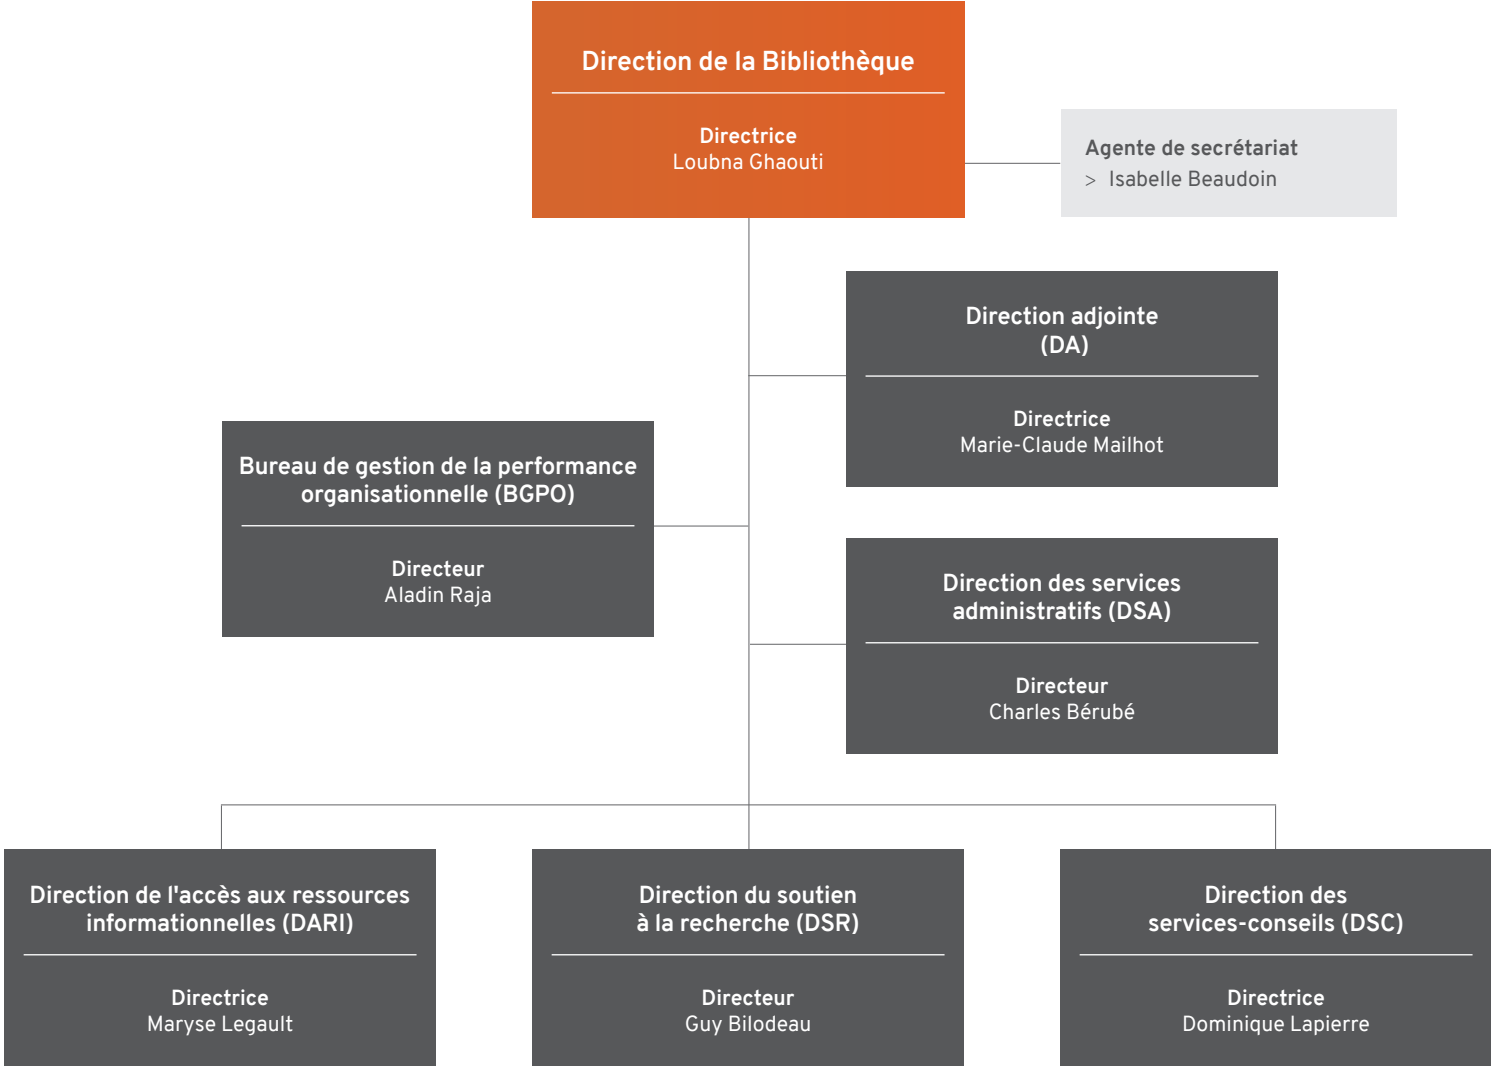 Direction de la Bibliothèque
Directrice
Loubna Ghaouti
Agente de secrétariat
> Isabelle Beaudoin
Direction adjointe
(DA)
Directrice
Marie-Claude Mailhot
Bureau de gestion de la performance
organisationnelle (BGPO)
Directeur
Aladin Raja
Direction des services
administratifs (DSA)
Directeur
Charles Bérubé
Direction de l'accès aux ressources
informationnelles (DARI)
Directrice
Maryse Legault
Direction du soutien
à la recherche (DSR)
Directeur
Guy Bilodeau
Direction des
services-conseils (DSC)
Directrice
Dominique Lapierre